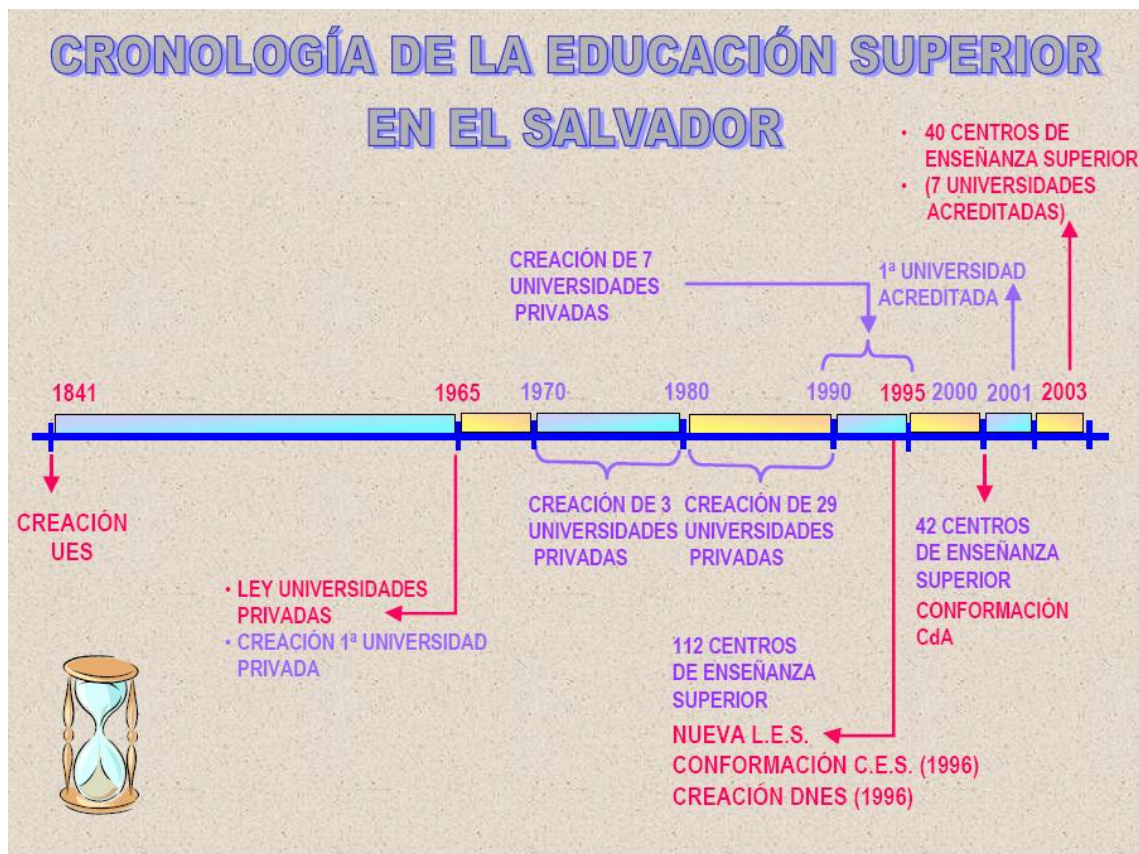 CRONOLOGÍA DE LA EDUCACIÓN SUPERIOR
EN EL SALVADOR
• 40 CENTROS DE
ENSEÑANZA SUPERIOR
• (7 UNIVERSIDADES
ACREDITADAS)
CREACIÓN DE 7
UNIVERSIDADES
PRIVADAS
1ª UNIVERSIDAD
ACREDITADA
1841 1965 1970 1980 1990 1995 2000 2001 2003
CREACIÓN
UES
• LEY UNIVERSIDADES
PRIVADAS
• CREACIÓN 1ª UNIVERSIDAD
PRIVADA
CREACIÓN DE 3
UNIVERSIDADES
PRIVADAS
CREACIÓN DE 29
UNIVERSIDADES
PRIVADAS
112 CENTROS
DE ENSEÑANZA
SUPERIOR
NUEVA L.E.S.
CONFORMACIÓN C.E.S. (1996)
CREACIÓN DNES (1996)
42 CENTROS
DE ENSEÑANZA
SUPERIOR
CONFORMACIÓN
CdA